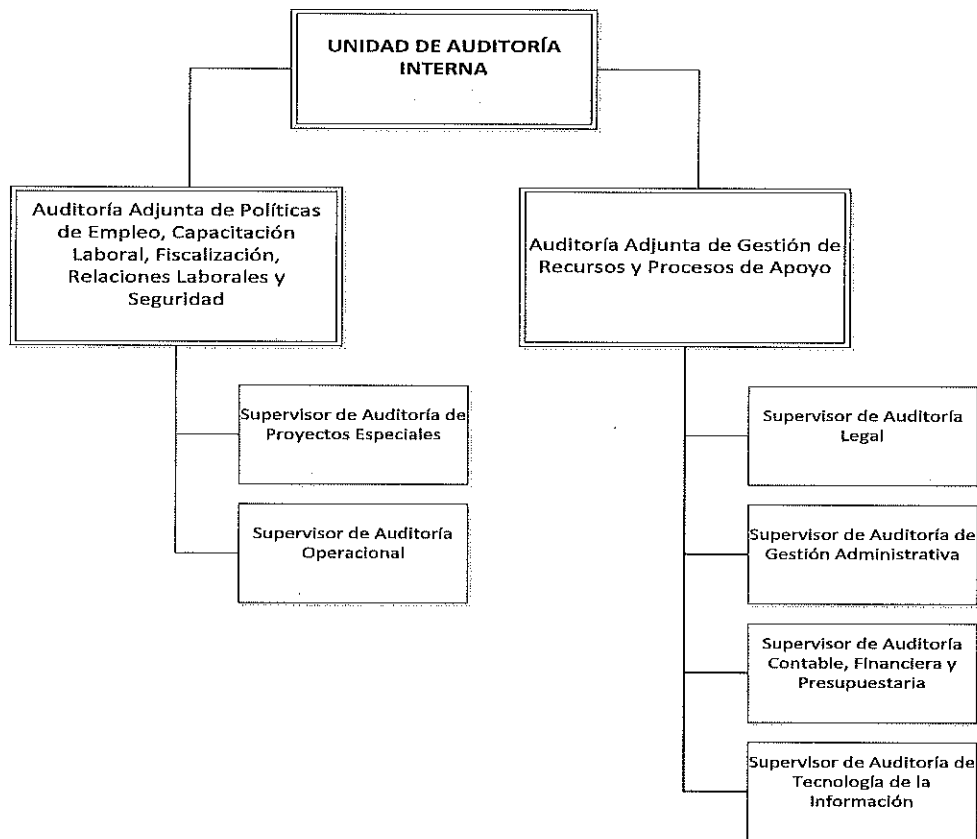 UNIDAD DE AUDITORÍA
INTERNA
Auditoría Adjunta de Políticas
de Empleo, Capacitación
Laboral, Fiscalización,
Relaciones Laborales y
Seguridad
Auditoría Adjunta de Gestión de
Recursos y Procesos de Apoyo
Supervisor de Auditoría de
Proyectos Especiales
Supervisor de Auditoría
Operacional
Supervisor de Auditoría
Legal
Supervisor de Auditoría de
Gestión Administrativa
Supervisor de Auditoría
Contable, Financiera y
Presupuestaria
Supervisor de Auditoría de
Tecnología de la
Información